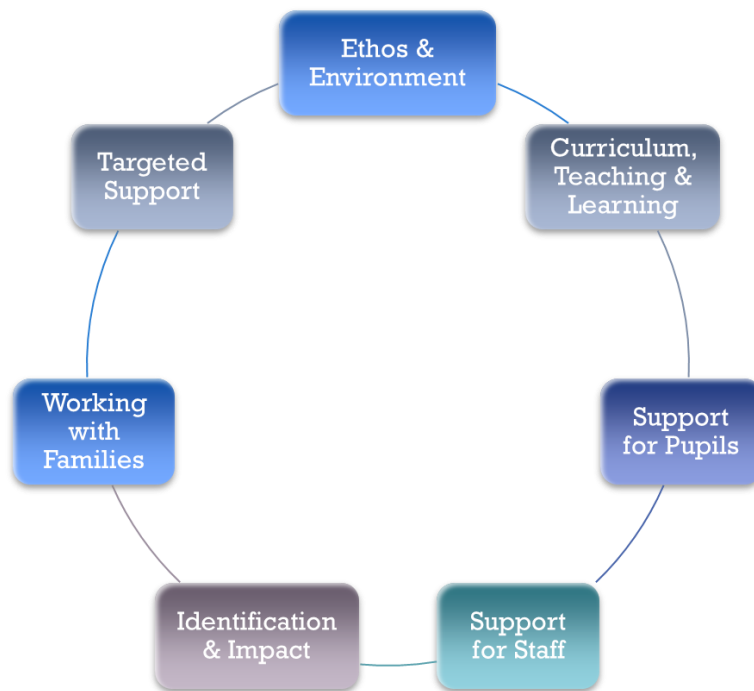 Ethos &
Environment
Curriculum,
Teaching &
Learning
Support
for Pupils
Support
for Staff
Identification
& Impact
Working
with
Families
Targeted
Support